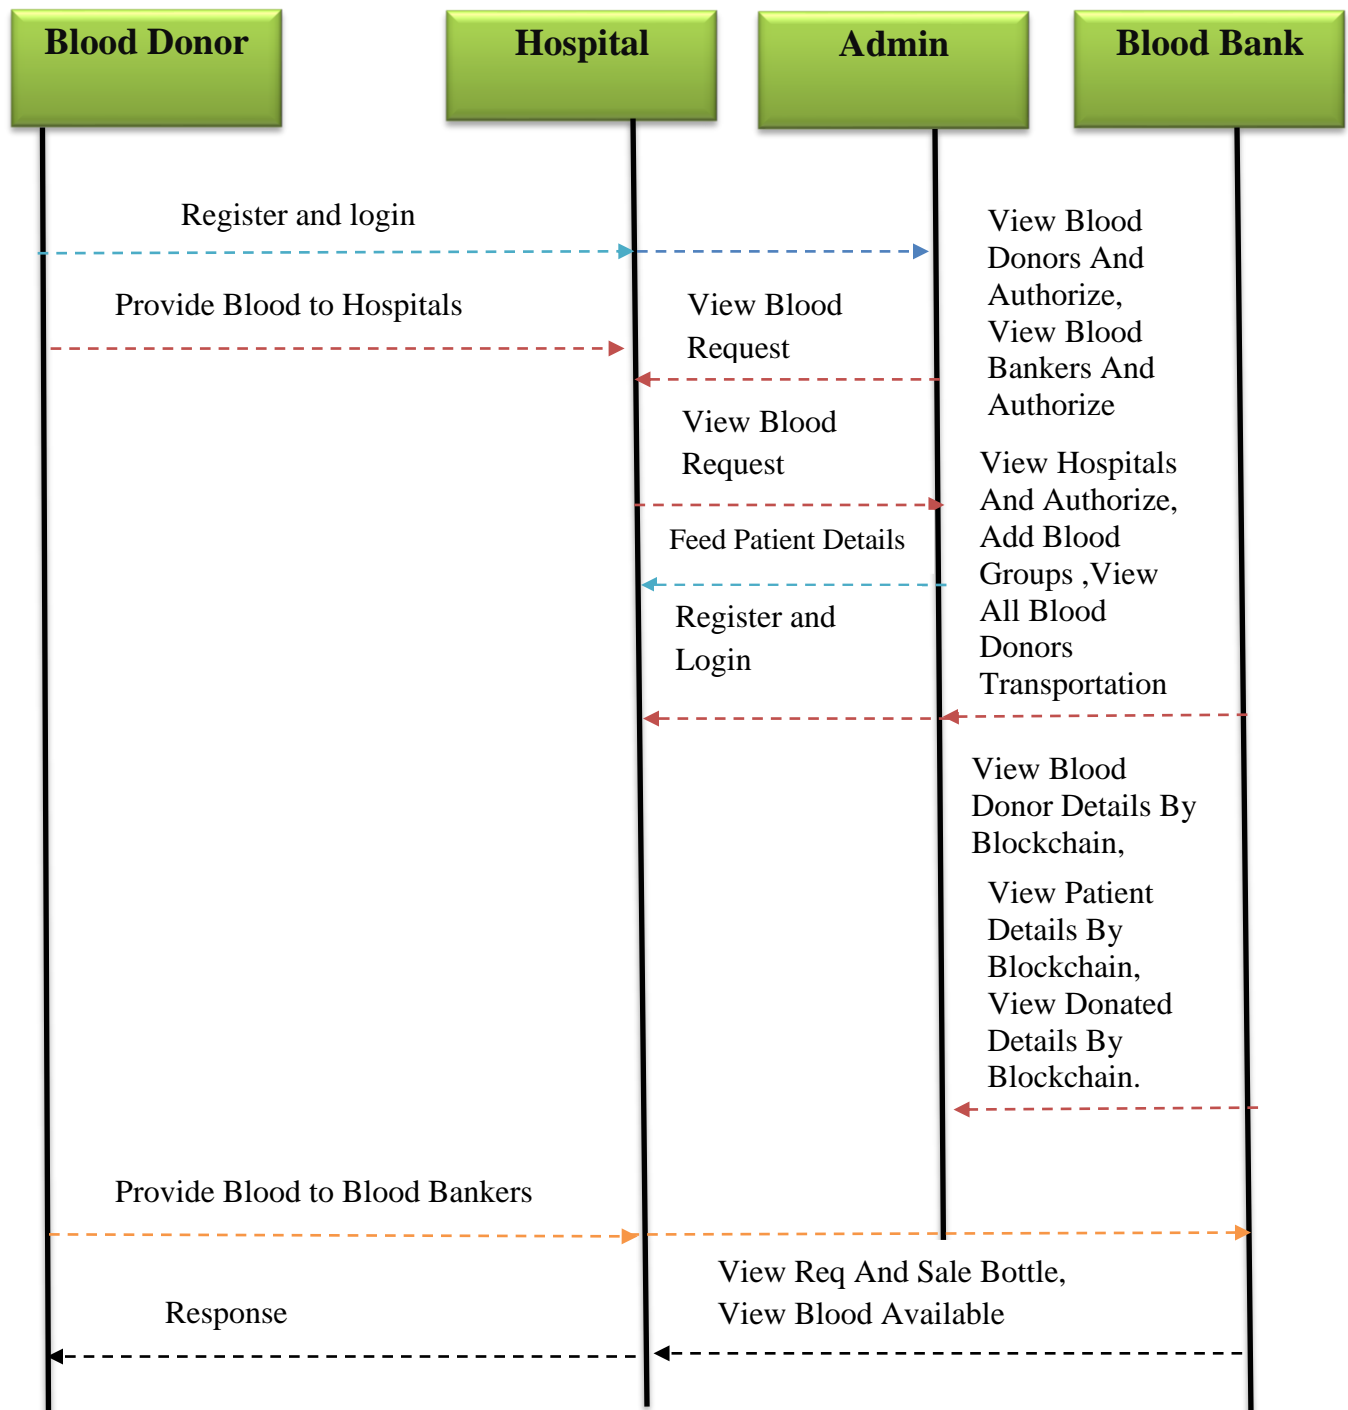 Blood Donor
Hospital
Admin
Blood Bank
Register and login
View Blood
Donors And
Authorize,
View Blood
Bankers And
Authorize
Provide Blood to Hospitals
View Blood
Request
View Blood
Request
View Hospitals
And Authorize,
Add Blood
Groups ,View
All Blood
Donors
Transportation
Feed Patient Details
Register and
Login
View Blood
Donor Details By
Blockchain,
View Patient
Details By
Blockchain,
View Donated
Details By
Blockchain.
Provide Blood to Blood Bankers
View Req And Sale Bottle,
View Blood Available
Response